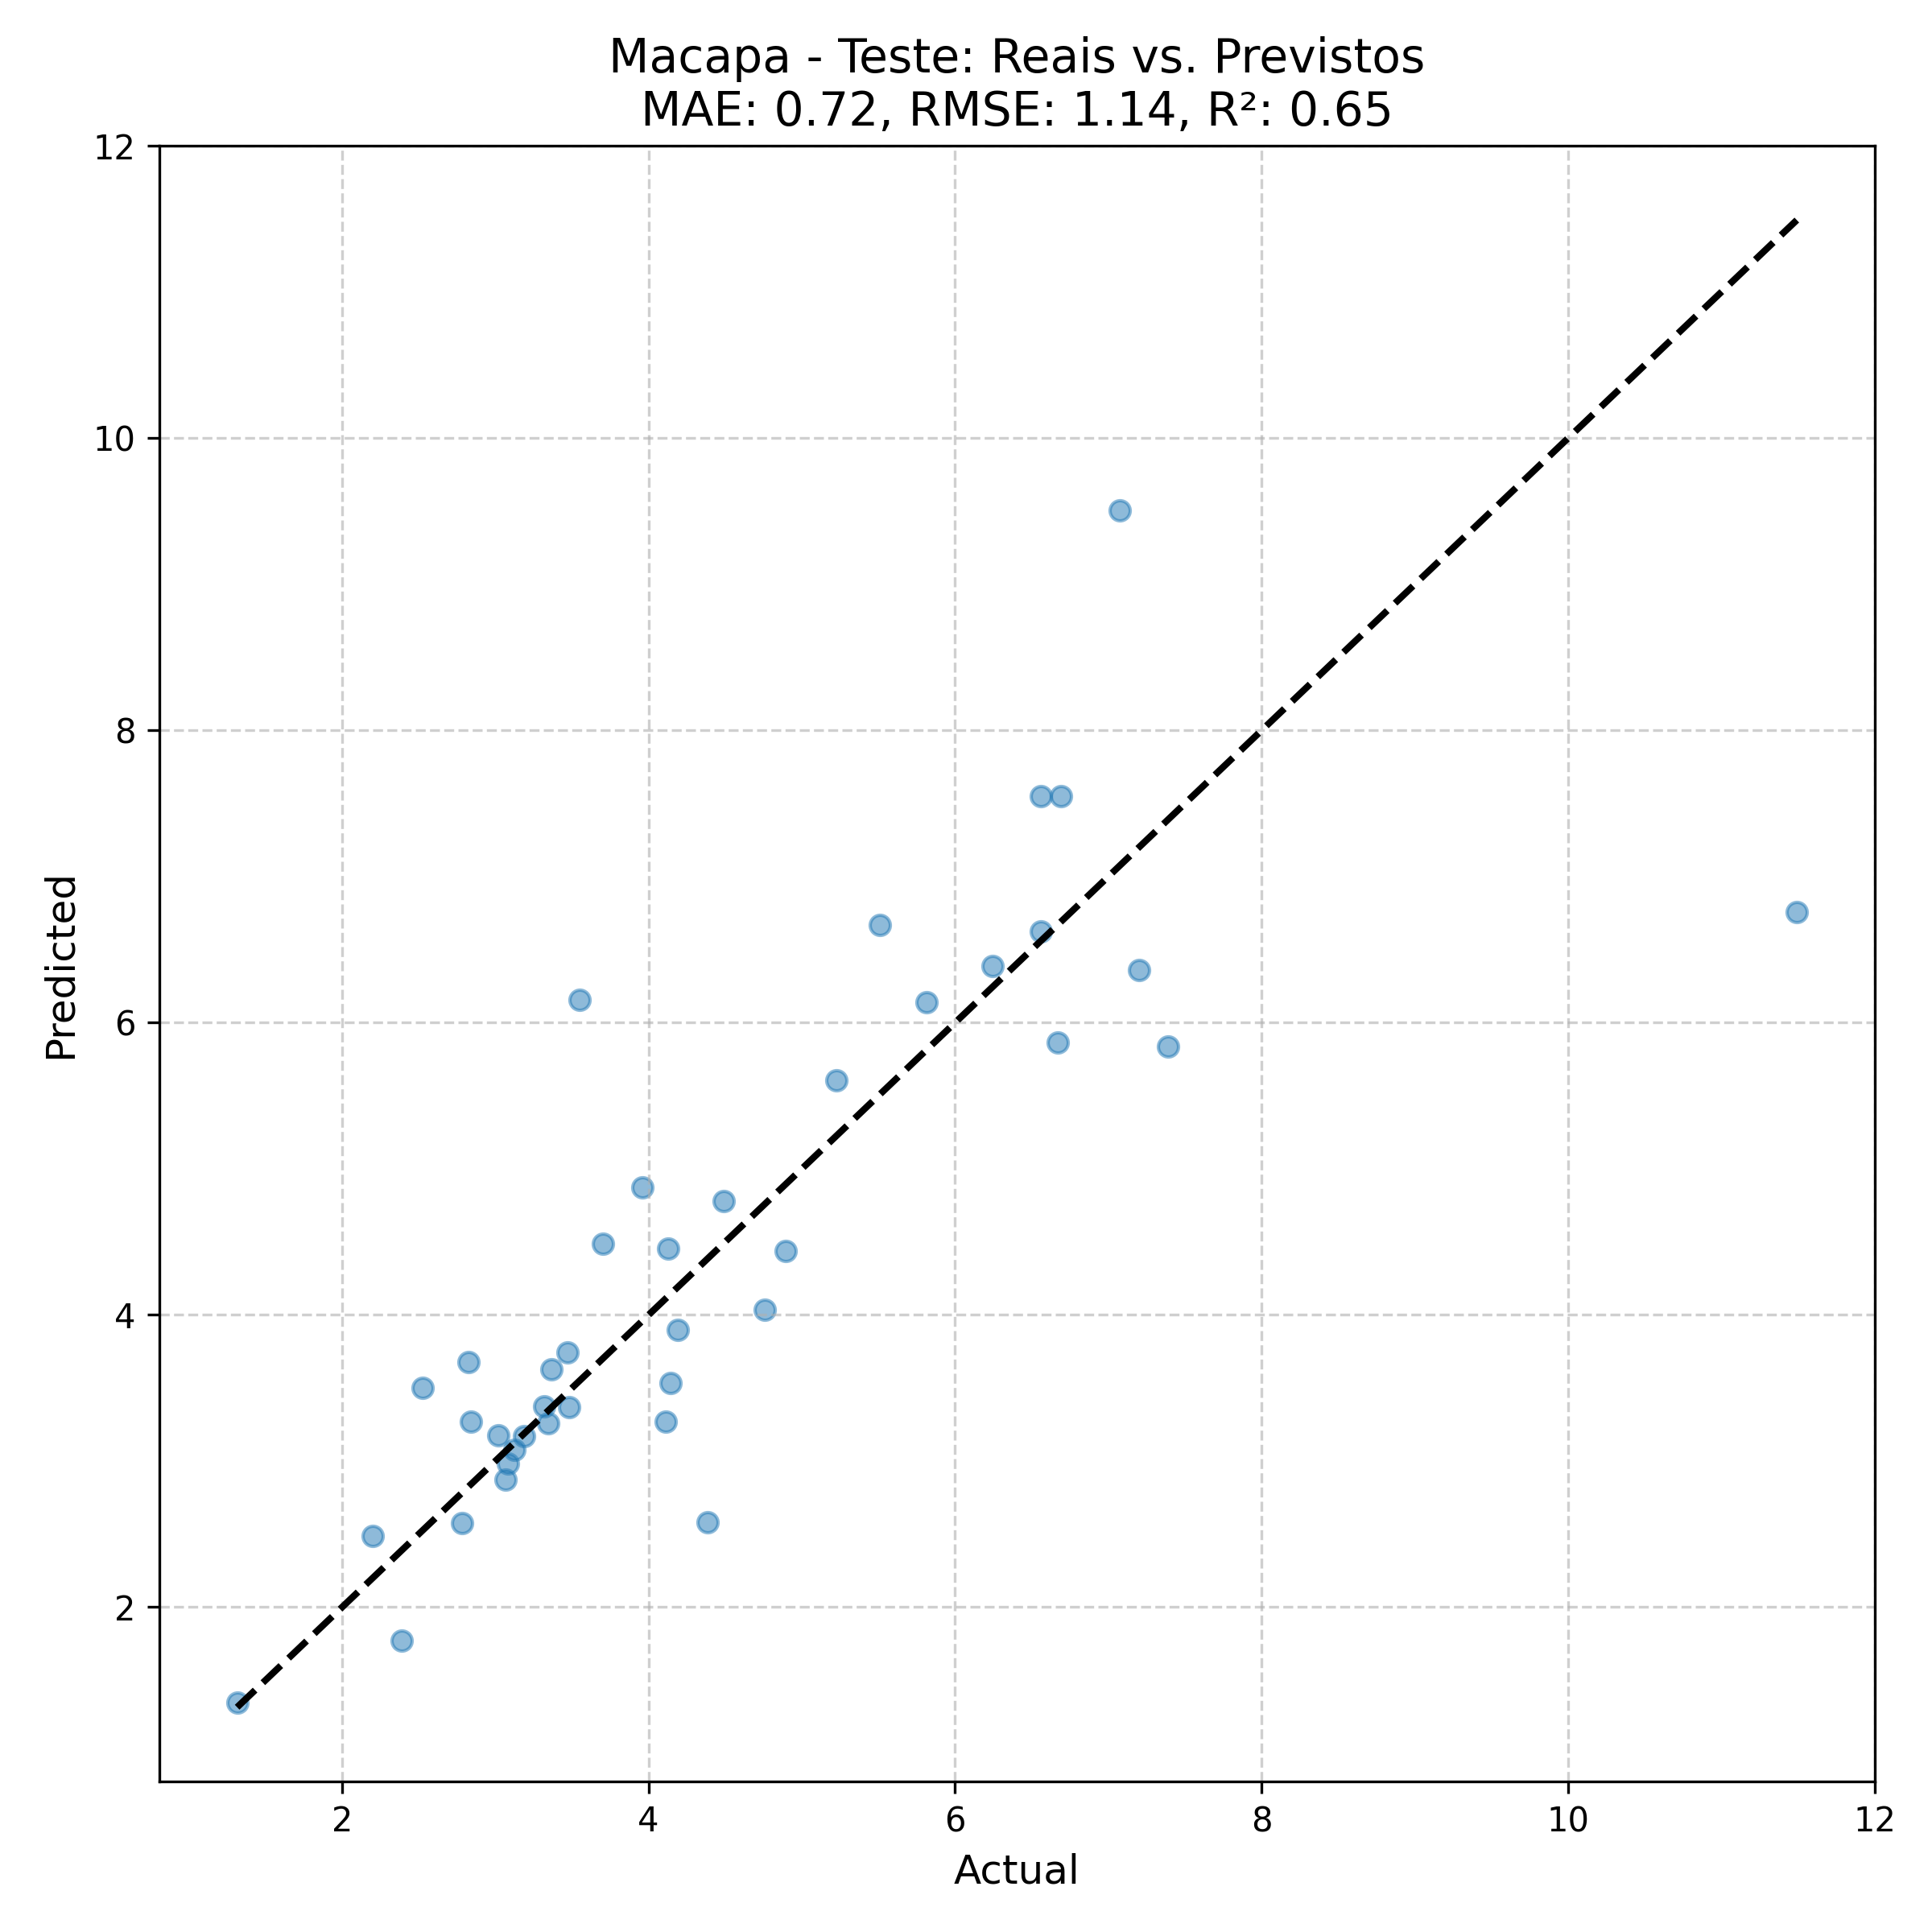 Macapa - Teste: Reais vs. Previstos
MAE: 0.72, RMSE: 1.14, R²: 0.65
12
10
8
6
4
2
Predicted
2 4 6 8 10 12
Actual